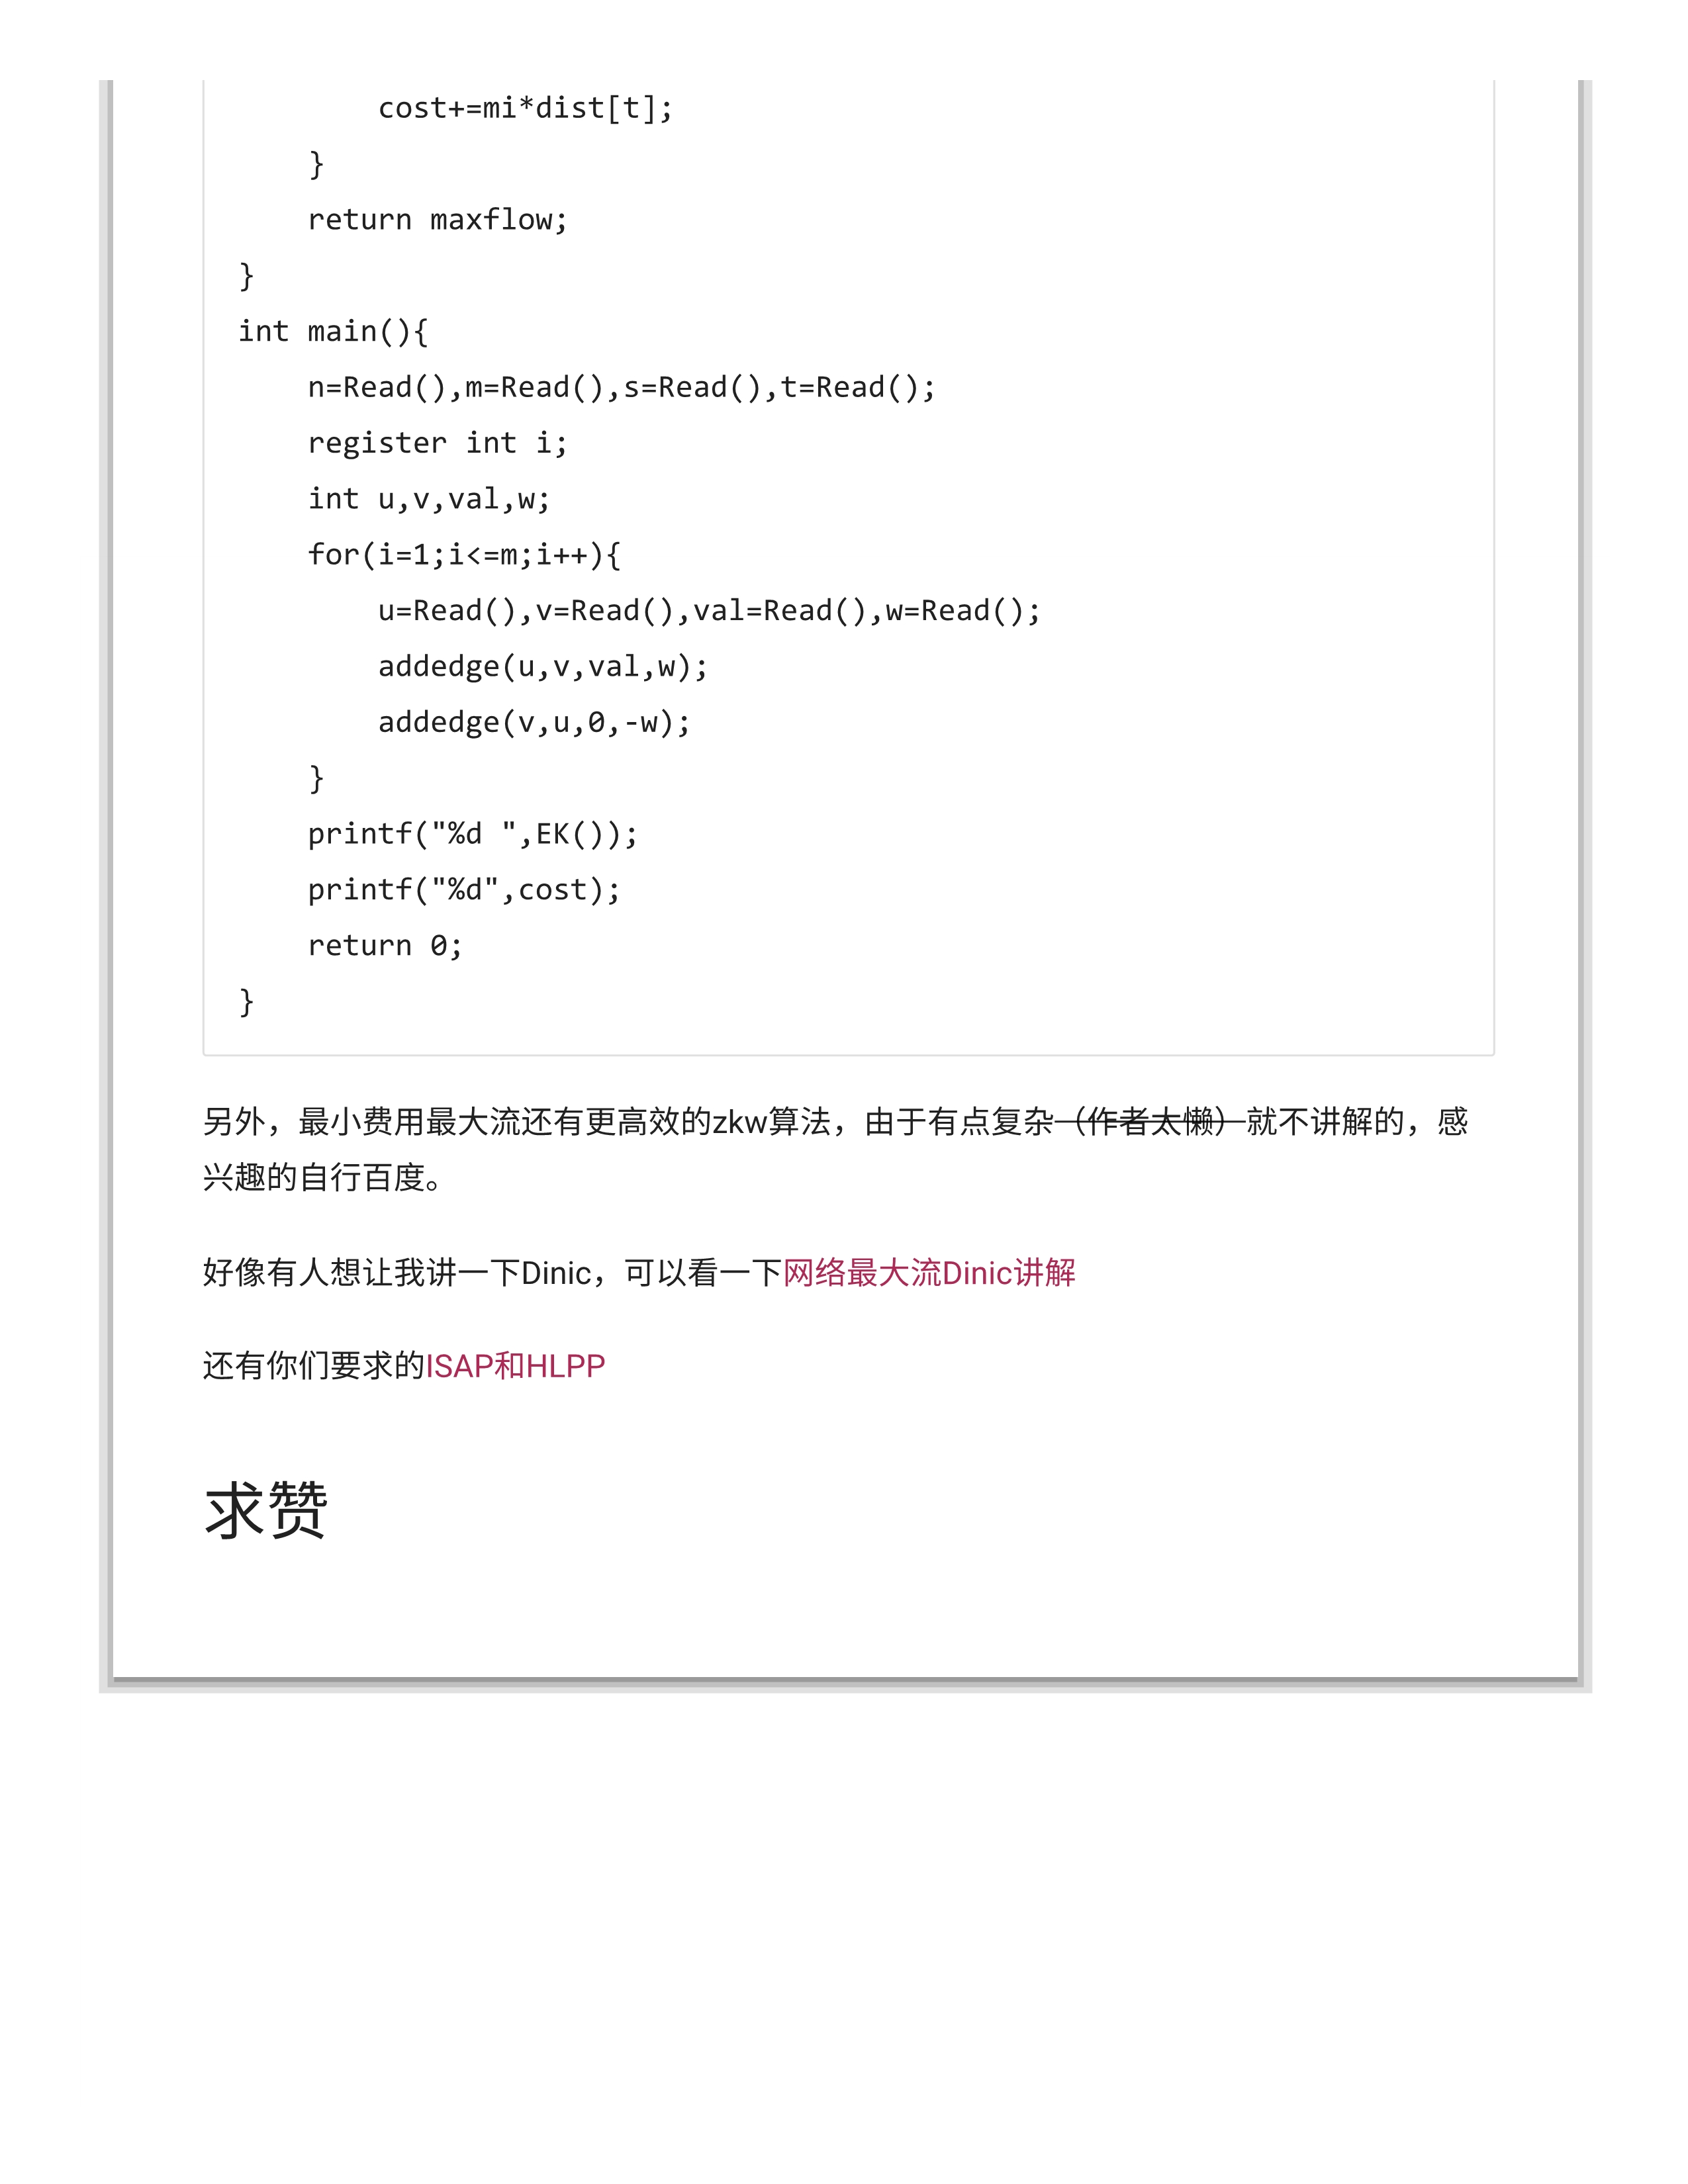 cost+=mi*dist[t];
    }
    return maxflow;
}
int main(){
    n=Read(),m=Read(),s=Read(),t=Read();
    register int i;
    int u,v,val,w;
    for(i=1;i<=m;i++){
        u=Read(),v=Read(),val=Read(),w=Read();
        addedge(u,v,val,w);
        addedge(v,u,0,-w);
    }
    printf("%d ",EK());
    printf("%d",cost);
    return 0;
}
另外，最小费用最大流还有更高效的zkw算法，由于有点复杂（作者太懒）就不讲解的，感
兴趣的自行百度。
好像有人想让我讲一下Dinic，可以看一下网络最大流Dinic讲解
还有你们要求的ISAP和HLPP
求赞